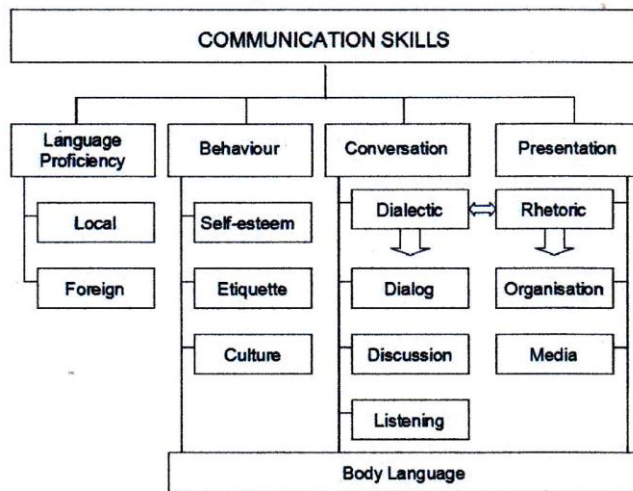 COMMUNICATION SKILLS
Language
Proficiency
Behaviour
Conversation
Presentation
Local
Self-esteem
Dialectic
Rhetoric
Foreign
Etiquette
Dialog
Organisation
Culture
Discussion
Media
Listening
Body Language